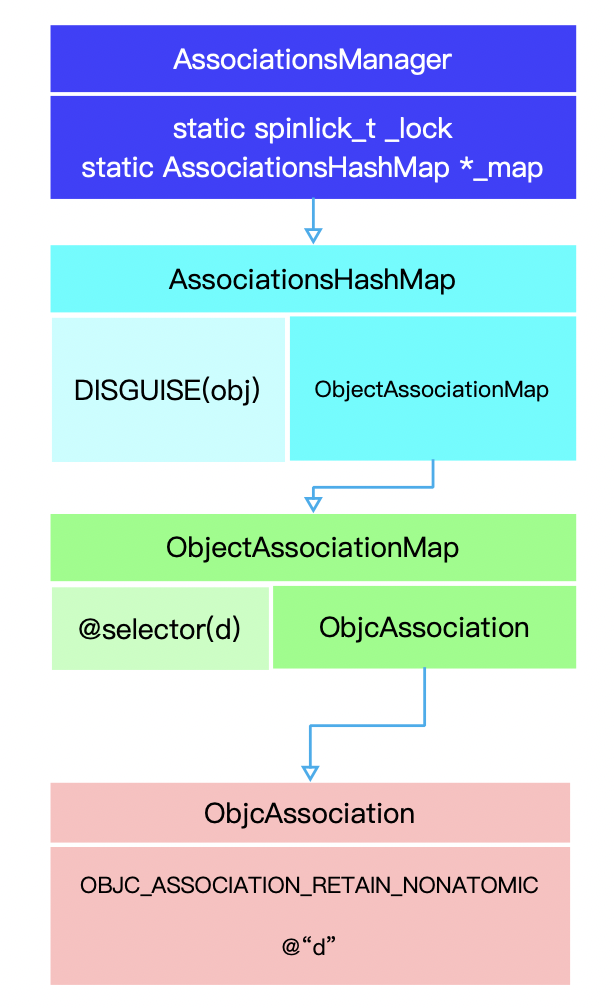 AssociationsManager
static spinlick_t _lock
static AssociationsHashMap *_map
AssociationsHashMap
DISGUISE(obj)
ObjectAssociationMap
ObjectAssociationMap
@selector(d)
ObjcAssociation
ObjcAssociation
OBJC_ASSOCIATION_RETAIN_NONATOMIC
@“d”